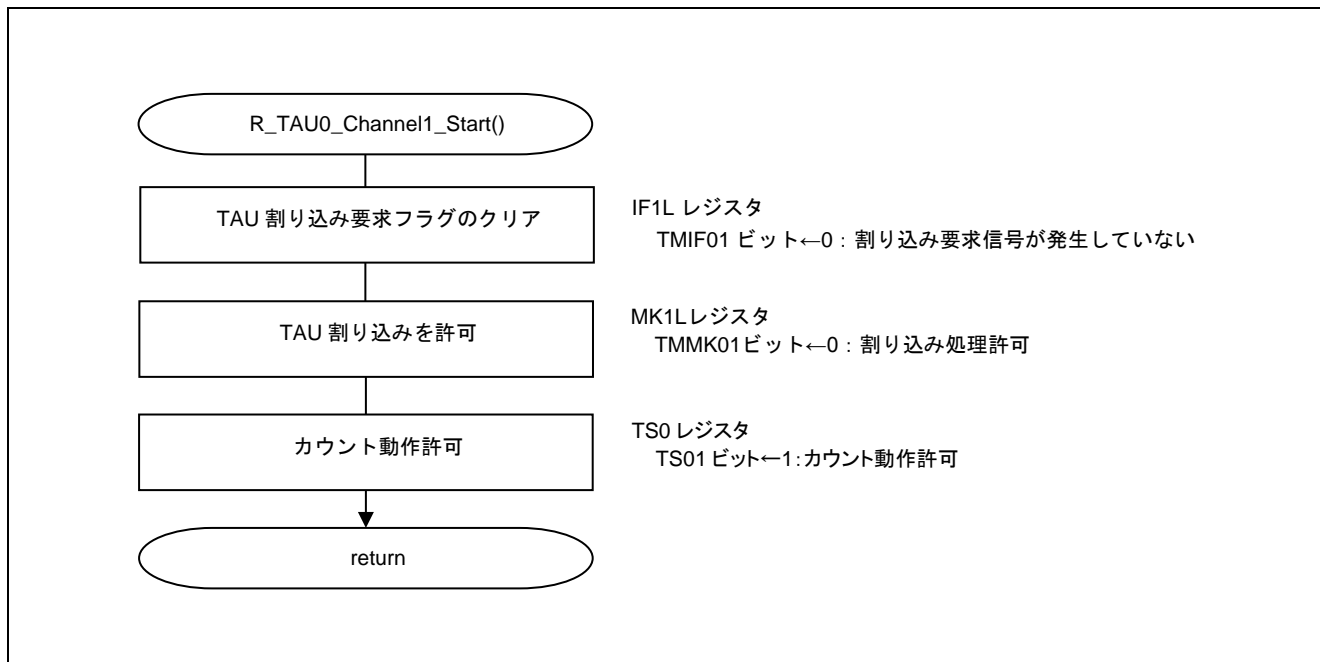 R_TAU0_Channel1_Start()
TAU 割り込み要求フラグのクリア
IF1L レジスタ
TMIF01 ビット←0 : 割り込み要求信号が発生していない
TAU 割り込みを許可
MK1Lレジスタ
TMMK01ビット←0 : 割り込み処理許可
カウント動作許可
TS0 レジスタ
TS01 ビット←1:カウント動作許可
return